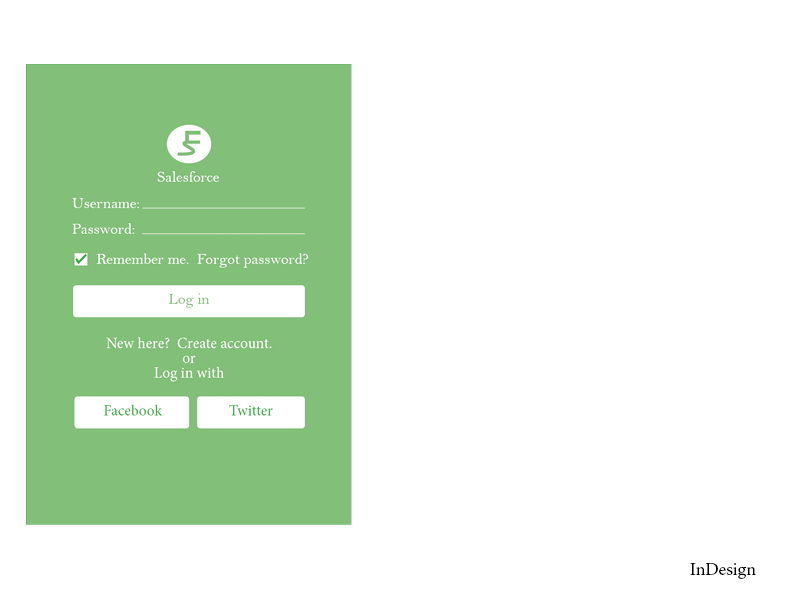 Salesforce
Username:
Password:
Remember me.  Forgot password?
Log in
New here?  Create account.
or
Log in with
Facebook Twitter
InDesign